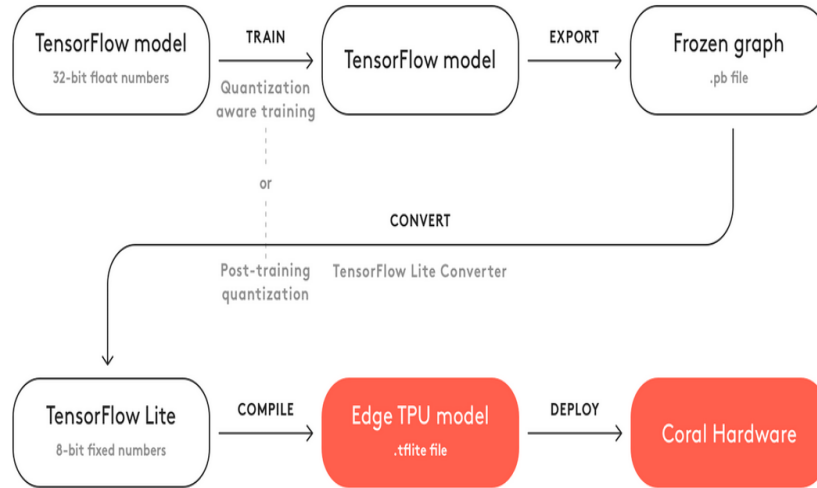 TensorFlow model
32-bit float numbers
TRAIN
Quantization
aware training
TensorFlow model
EXPORT
Frozen graph
.pb file
or
CONVERT
Post-training
quantization
TensorFlow Lite Converter
TensorFlow Lite
8-bit fixed numbers
COMPILE
Edge TPU model
.tflite file
DEPLOY
Coral Hardware